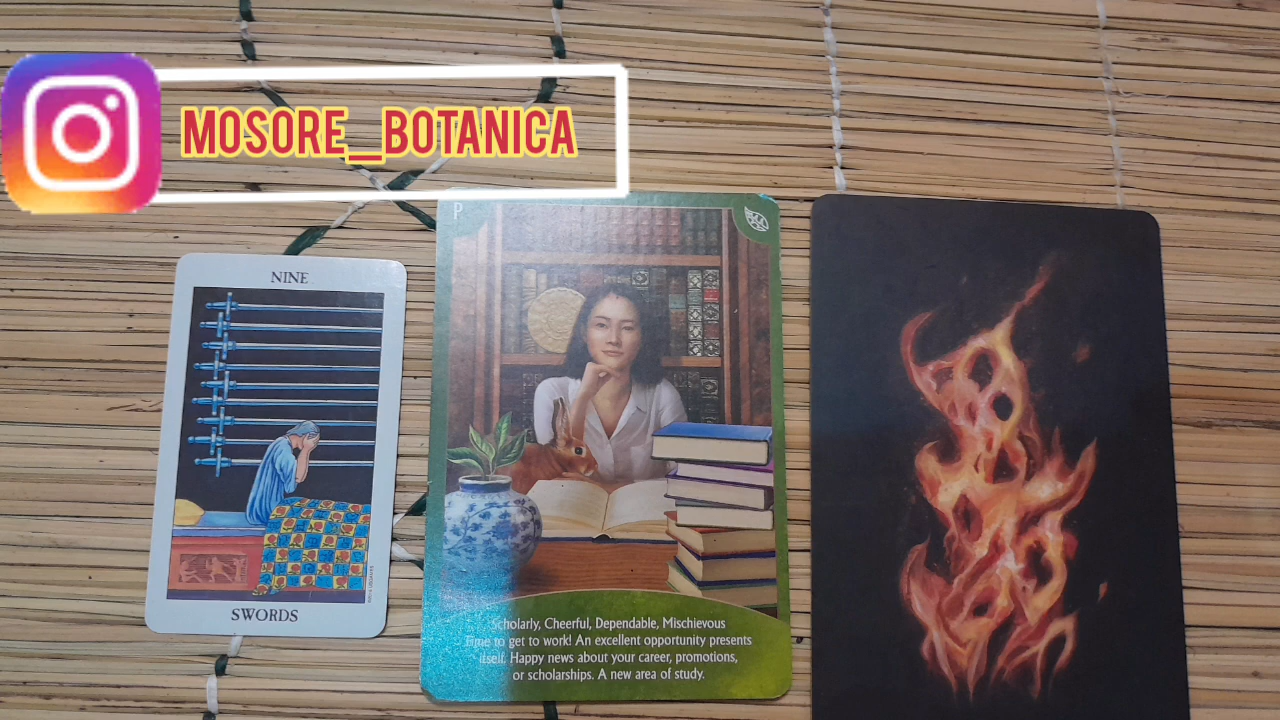 MOSORE_BOTANICA
NINE
SWORDS
P
Scholarly, Cheerful, Dependable, Mischievous
Time to get to work! An excellent opportunity presents
itself. Happy news about your career, promotions,
or scholarships. A new area of study.